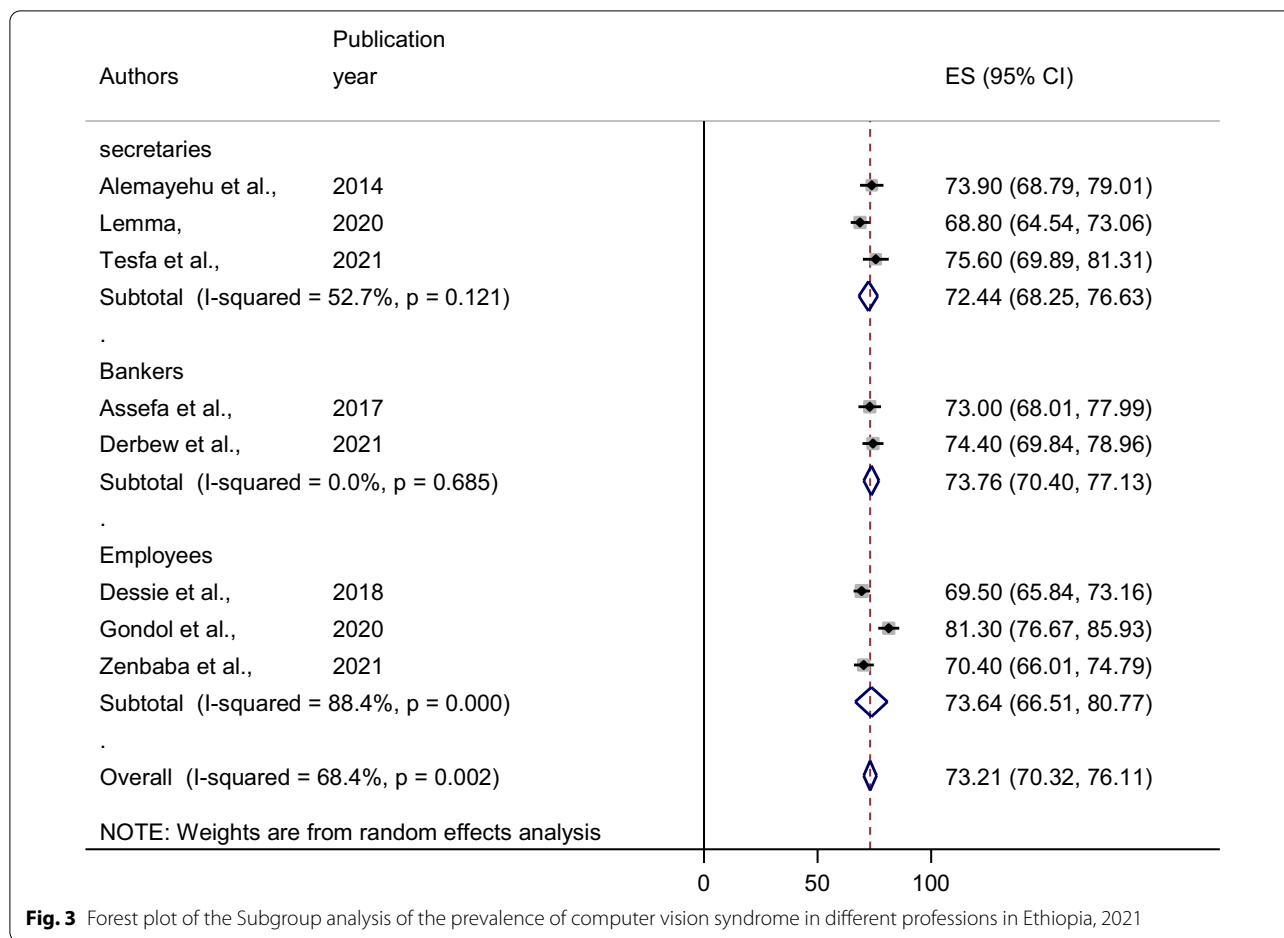 Publication
Authors year ES (95% CI)
secretaries
Alemayehu et al., 2014 73.90 (68.79, 79.01)
Lemma, 2020 68.80 (64.54, 73.06)
Tesfa et al., 2021 75.60 (69.89, 81.31)
Subtotal (I-squared = 52.7%, p = 0.121) 72.44 (68.25, 76.63)
.
Bankers
Assefa et al., 2017 73.00 (68.01, 77.99)
Derbew et al., 2021 74.40 (69.84, 78.96)
Subtotal (I-squared = 0.0%, p = 0.685) 73.76 (70.40, 77.13)
.
Employees
Dessie et al., 2018 69.50 (65.84, 73.16)
Gondol et al., 2020 81.30 (76.67, 85.93)
Zenbaba et al., 2021 70.40 (66.01, 74.79)
Subtotal (I-squared = 88.4%, p = 0.000) 73.64 (66.51, 80.77)
.
Overall (I-squared = 68.4%, p = 0.002) 73.21 (70.32, 76.11)
NOTE: Weights are from random effects analysis
0 50 100
Fig. 3 Forest plot of the Subgroup analysis of the prevalence of computer vision syndrome in different professions in Ethiopia, 2021